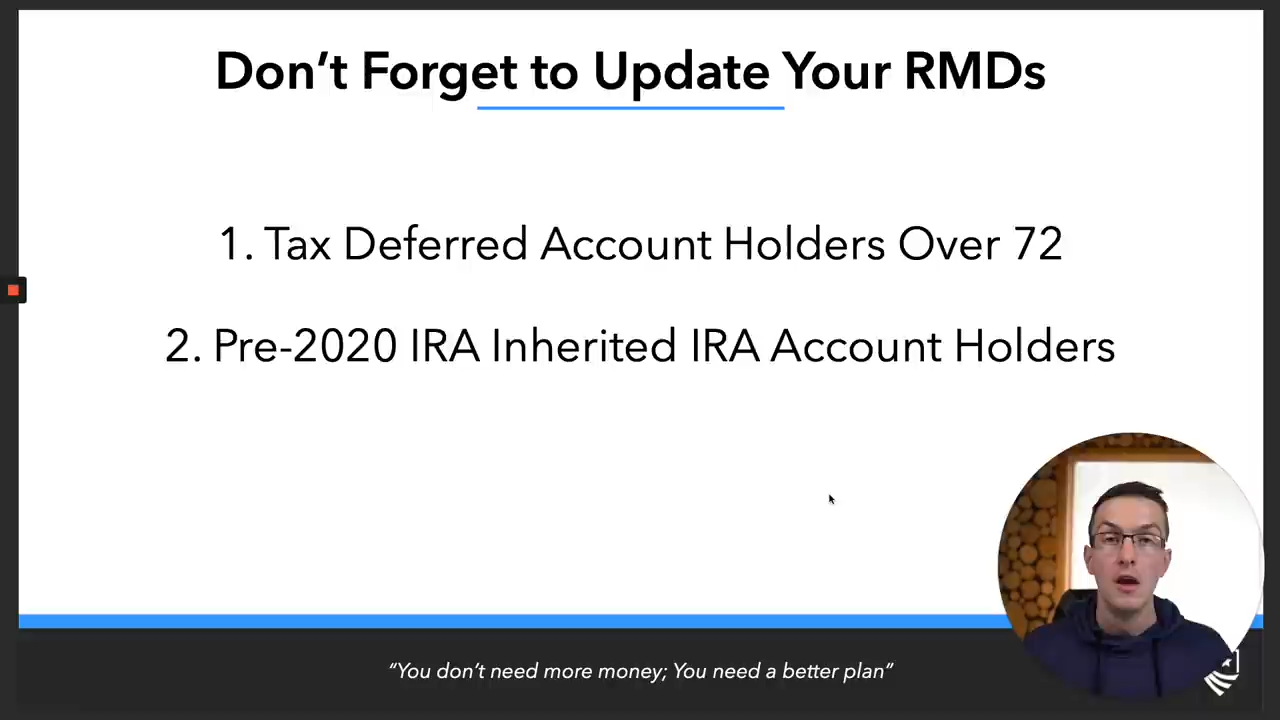 Don’t Forget to Update Your RMDs
1. Tax Deferred Account Holders Over 72
2. Pre-2020 IRA Inherited IRA Account Holders
“You don’t need more money; You need a better plan”